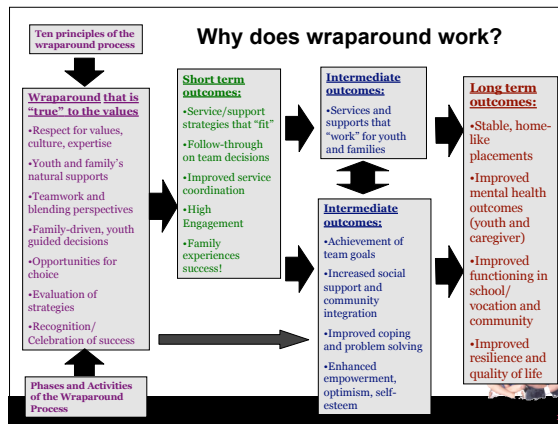 Ten principles of the
wraparound process
Why does wraparound work?
Wraparound that is
"true" to the values
•Respect for values,
culture, expertise
•Youth and family's
natural supports
•Teamwork and
blending perspectives
•Family-driven, youth
guided decisions
•Opportunities for
choice
•Evaluation of
strategies
•Recognition/
Celebration of success
Phases and Activities
of the Wraparound
Process
Short term
outcomes:
•Service/support
strategies that "fit"
•Follow-through
on team decisions
•Improved service
coordination
•High
Engagement
•Family
experiences
success!
Intermediate
outcomes:
•Services and
supports that
"work" for youth
and families
Intermediate
outcomes:
•Achievement of
team goals
•Increased social
support and
community
integration
•Improved coping and
problem solving
•Enhanced
empowerment,
optimism, self-
esteem
Long term
outcomes:
•Stable, home-
like
placements
•Improved
mental health
outcomes
(youth and
caregiver)
•Improved
functioning in
school/
vocation and
community
•Improved
resilience and
quality of life